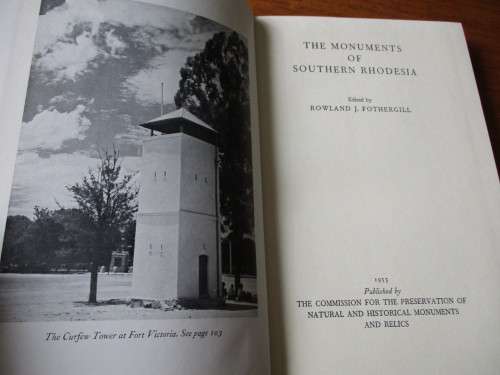 The Curfew Tower at Fort Victoria. See page 103
THE MONUMENTS
OF
SOUTHERN RHODESIA
Edited by
ROWLAND J. FOTHERGILL
1953
Published by
THE COMMISSION FOR THE PRESERVATION OF
NATURAL AND HISTORICAL MONUMENTS
AND RELICS